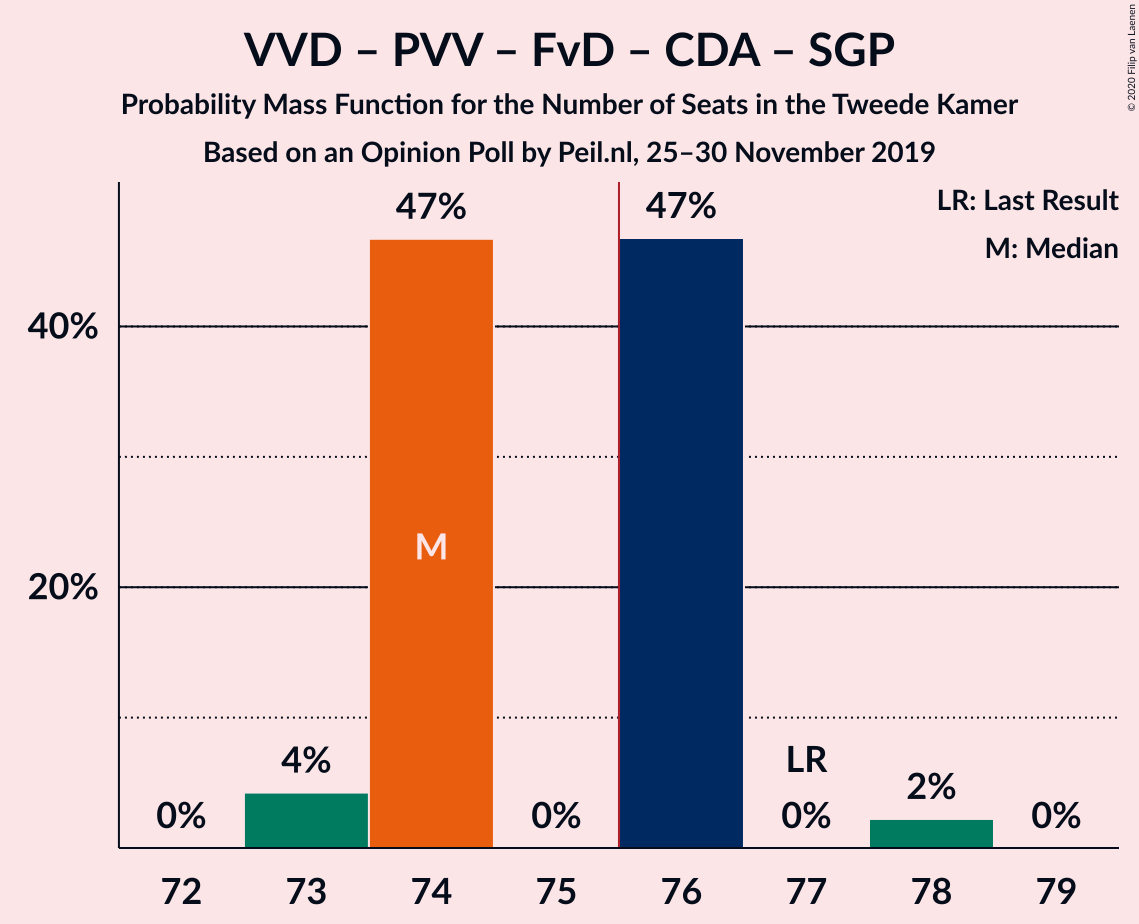 VVD – PVV – FvD – CDA – SGP
Probability Mass Function for the Number of Seats in the Tweede Kamer
Based on an Opinion Poll by Peil.nl, 25–30 November 2019
© 2020 Filip van Laenen
LR: Last Result
M: Median
40%
20%
0%
4%
47%
M
0%
47%
LR
0%
2%
0%
72 73 74 75 76 77 78 79